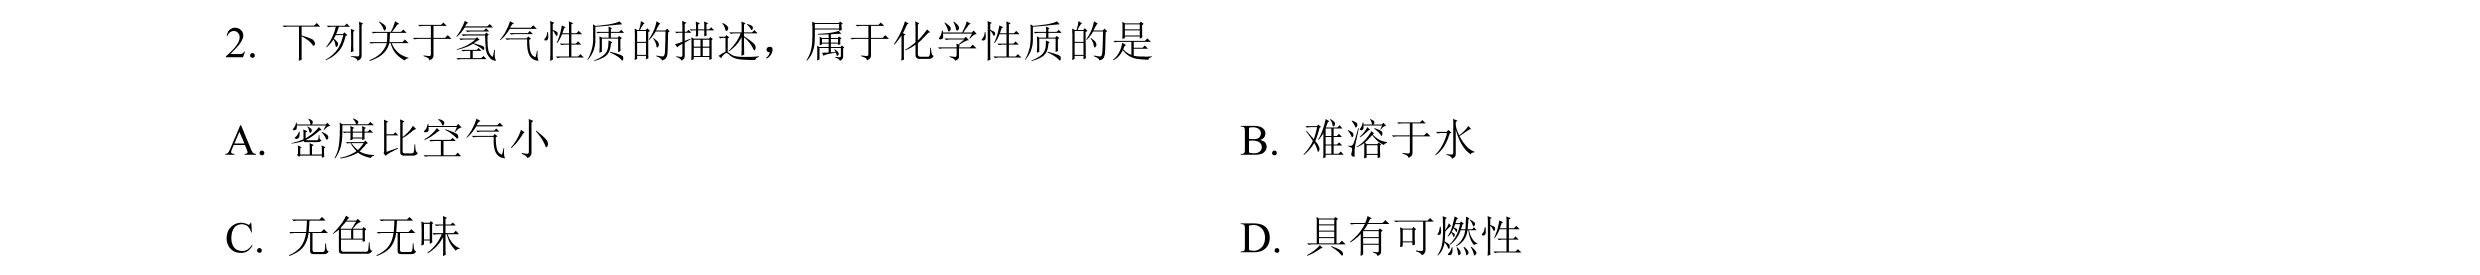 2. 下列关于氢气性质的描述，属于化学性质的是
A. 密度比空气小 B. 难溶于水
C. 无色无味 D. 具有可燃性